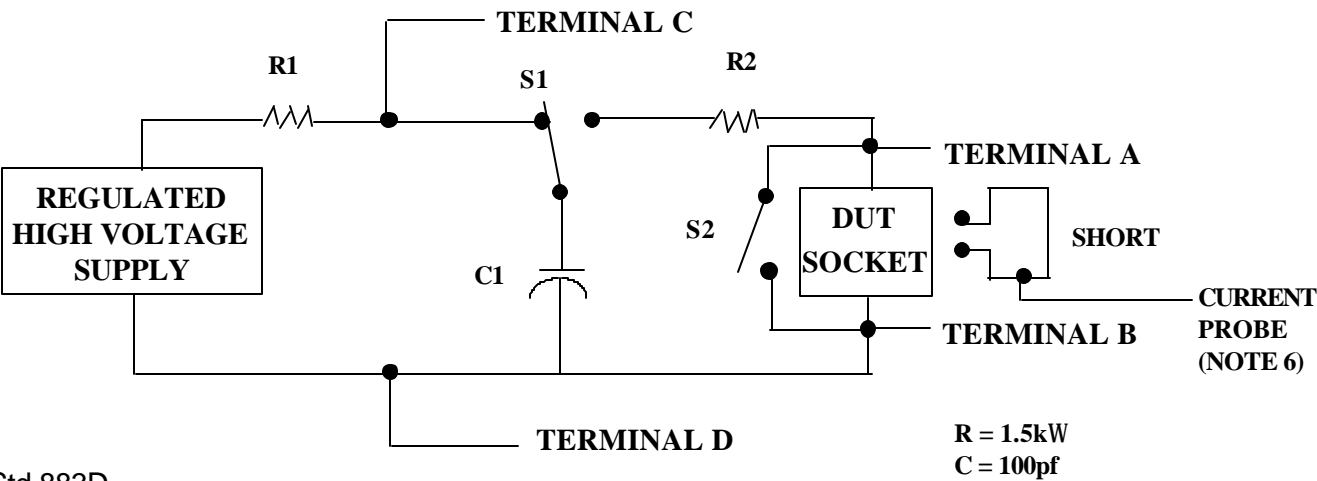 TERMINAL C
R1
S1
R2
TERMINAL A
REGULATED
HIGH VOLTAGE
SUPPLY
DUT
SOCKET
S2
SHORT
C1
CURRENT
PROBE
(NOTE 6)
TERMINAL B
TERMINAL D
R = 1.5kW
C = 100pf